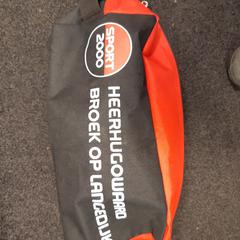 SPORT
2000
HEERHUGOWAARD
BROEK OP LANGEDIJK